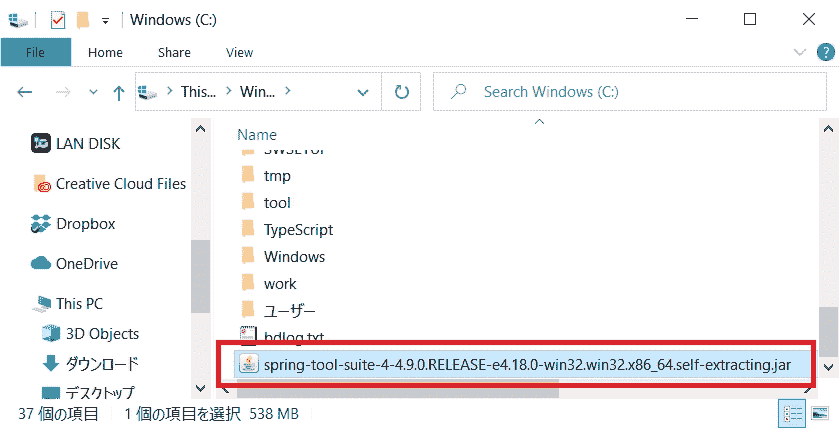 Windows (C:)
File Home Share View
This... Win... Search Windows (C:)
Name
LAN DISK
Creative Cloud Files
Dropbox
OneDrive
This PC
3D Objects
ダウンロード
デスクトップ
SWSETUP
tmp
tool
TypeScript
Windows
work
ユーザー
bdlog.txt
spring-tool-suite-4-4.9.0.RELEASE-e4.18.0-win32.win32.x86_64.self-extracting.jar
37 個の項目 1 個の項目を選択 538 MB